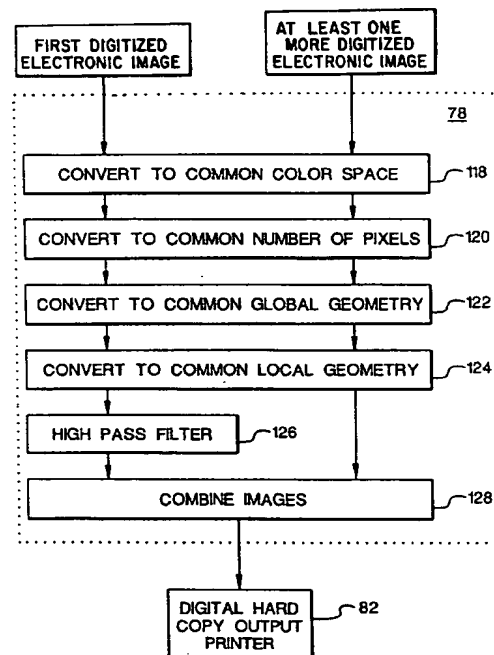 FIRST DIGITIZED
ELECTRONIC IMAGE
AT LEAST ONE
MORE DIGITIZED
ELECTRONIC IMAGE
78
CONVERT TO COMMON COLOR SPACE
118
CONVERT TO COMMON NUMBER OF PIXELS
120
CONVERT TO COMMON GLOBAL GEOMETRY
122
CONVERT TO COMMON LOCAL GEOMETRY
124
HIGH PASS FILTER
126
COMBINE IMAGES
128
DIGITAL HARD
COPY OUTPUT
PRINTER
82